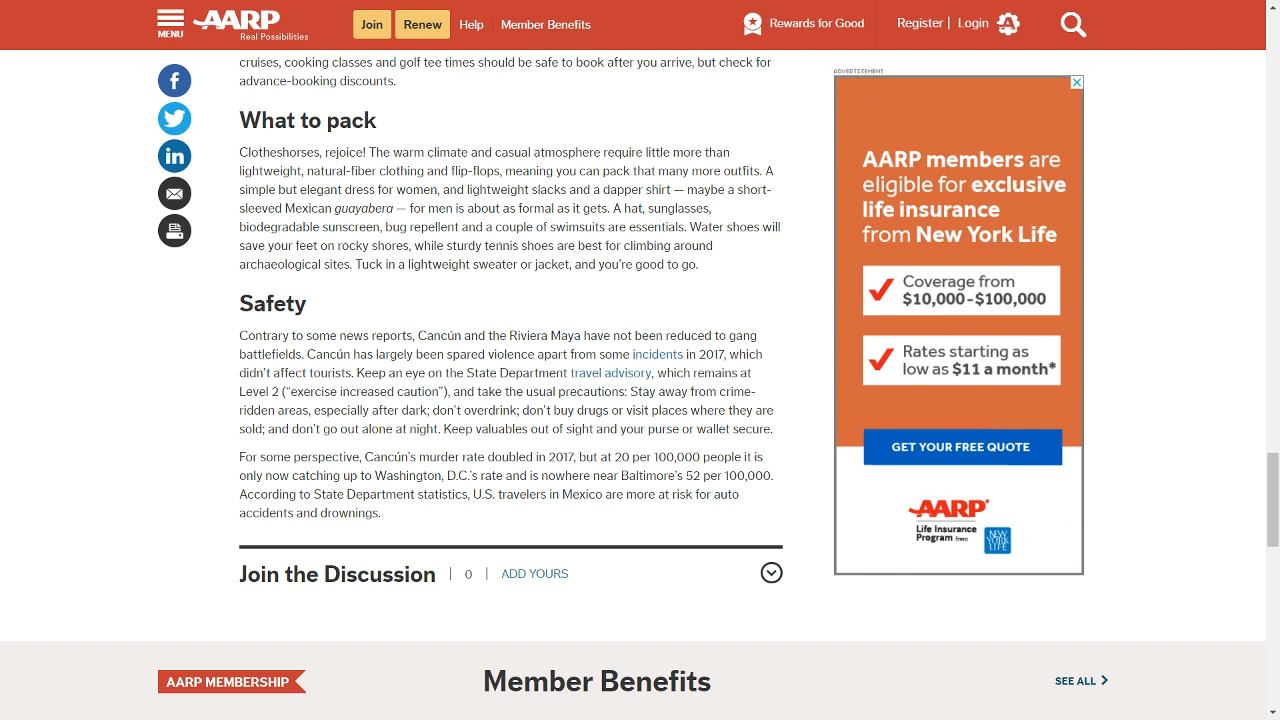 MENU
AARP
Real Possibilities
Join
Renew
Help
Member Benefits
Rewards for Good
Register |
Login
cruises, cooking classes and golf tee times should be safe to book after you arrive, but check for
advance-booking discounts.
What to pack
Clotheshorses, rejoice! The warm climate and casual atmosphere require little more than
lightweight, natural-fiber clothing and flip-flops, meaning you can pack that many more outfits. A
simple but elegant dress for women, and lightweight slacks and a dapper shirt — maybe a short-
sleeved Mexican guayabera — for men is about as formal as it gets. A hat, sunglasses,
biodegradable sunscreen, bug repellent and a couple of swimsuits are essentials. Water shoes will
save your feet on rocky shores, while sturdy tennis shoes are best for climbing around
archaeological sites. Tuck in a lightweight sweater or jacket, and you're good to go.
Safety
Contrary to some news reports, Cancún and the Riviera Maya have not been reduced to gang
battlefields. Cancún has largely been spared violence apart from some incidents in 2017, which
didn't affect tourists. Keep an eye on the State Department travel advisory, which remains at
Level 2 (“exercise increased caution”), and take the usual precautions: Stay away from crime-
ridden areas, especially after dark; don't overdrink; don't buy drugs or visit places where they are
sold; and don't go out alone at night. Keep valuables out of sight and your purse or wallet secure.
For some perspective, Cancún's murder rate doubled in 2017, but at 20 per 100,000 people it is
only now catching up to Washington, D.C.'s rate and is nowhere near Baltimore's 52 per 100,000.
According to State Department statistics, U.S. travelers in Mexico are more at risk for auto
accidents and drownings.
Join the Discussion | 0 | ADD YOURS
ADVERTISEMENT
AARP members are
eligible for exclusive
life insurance
from New York Life
Coverage from
$10,000-$100,000
Rates starting as
low as $11 a month*
GET YOUR FREE QUOTE
AARP®
Life Insurance
Program from
NEW
YORK
LIFE
AARP MEMBERSHIP
Member Benefits
SEE ALL